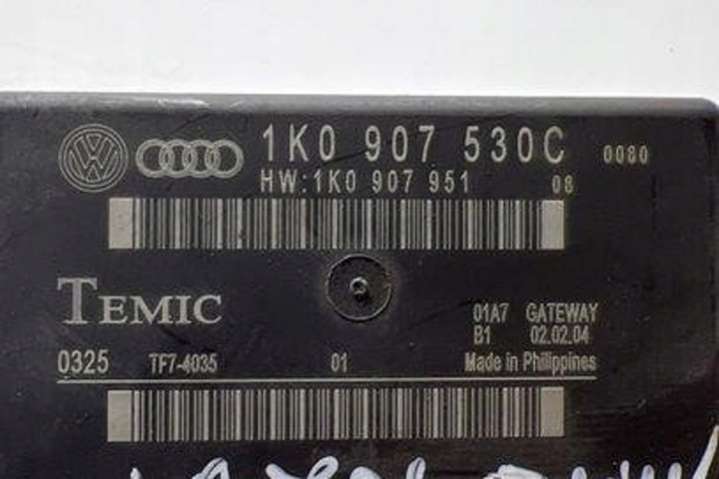 1K0 907 530C 0080
HW:1K0 907 951 08
TEMIC
01A7 GATEWAY
B1 02.02.04
0325 TF7-4035 01 Made in Philippines